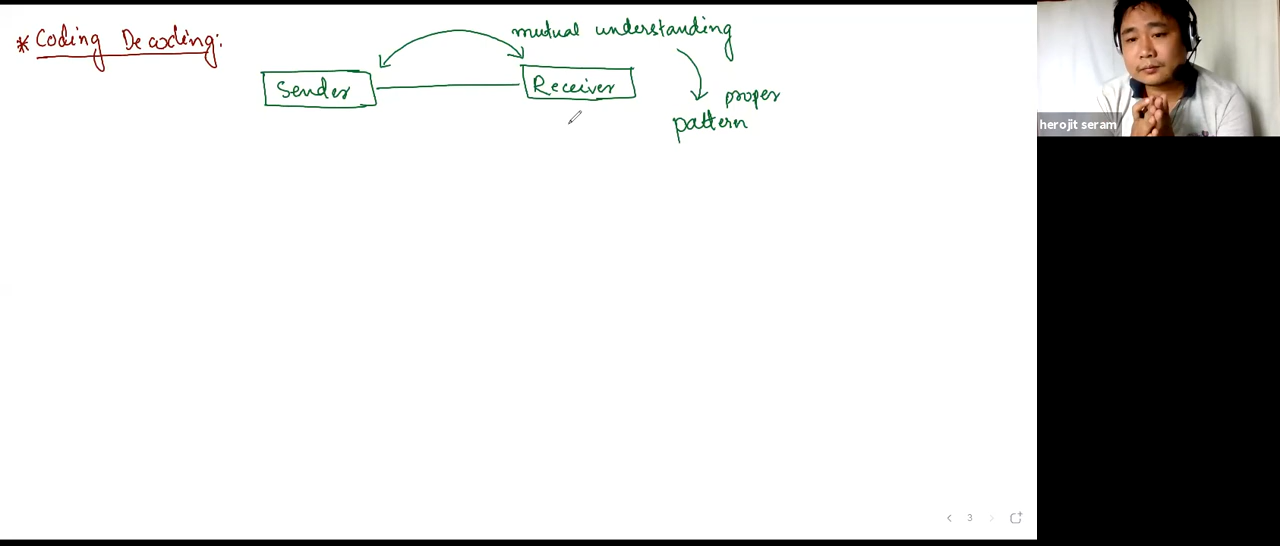 * Coding Decoding:
mutual understanding
Sender
Receiver
proper
pattern
herojit seram
3